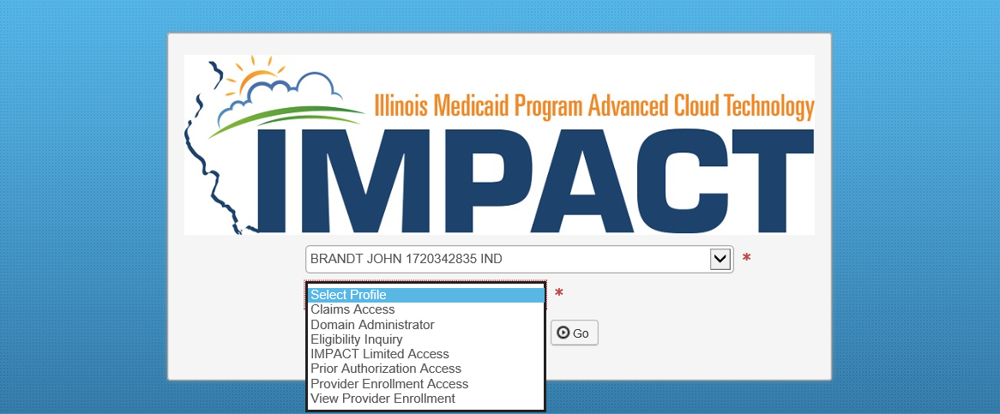 Illinois Medicaid Program Advanced Cloud Technology
IMPACT
BRANDT JOHN 1720342835 IND *
Select Profile *
Claims Access
Domain Administrator
Eligibility Inquiry
IMPACT Limited Access
Prior Authorization Access
Provider Enrollment Access
View Provider Enrollment
Go